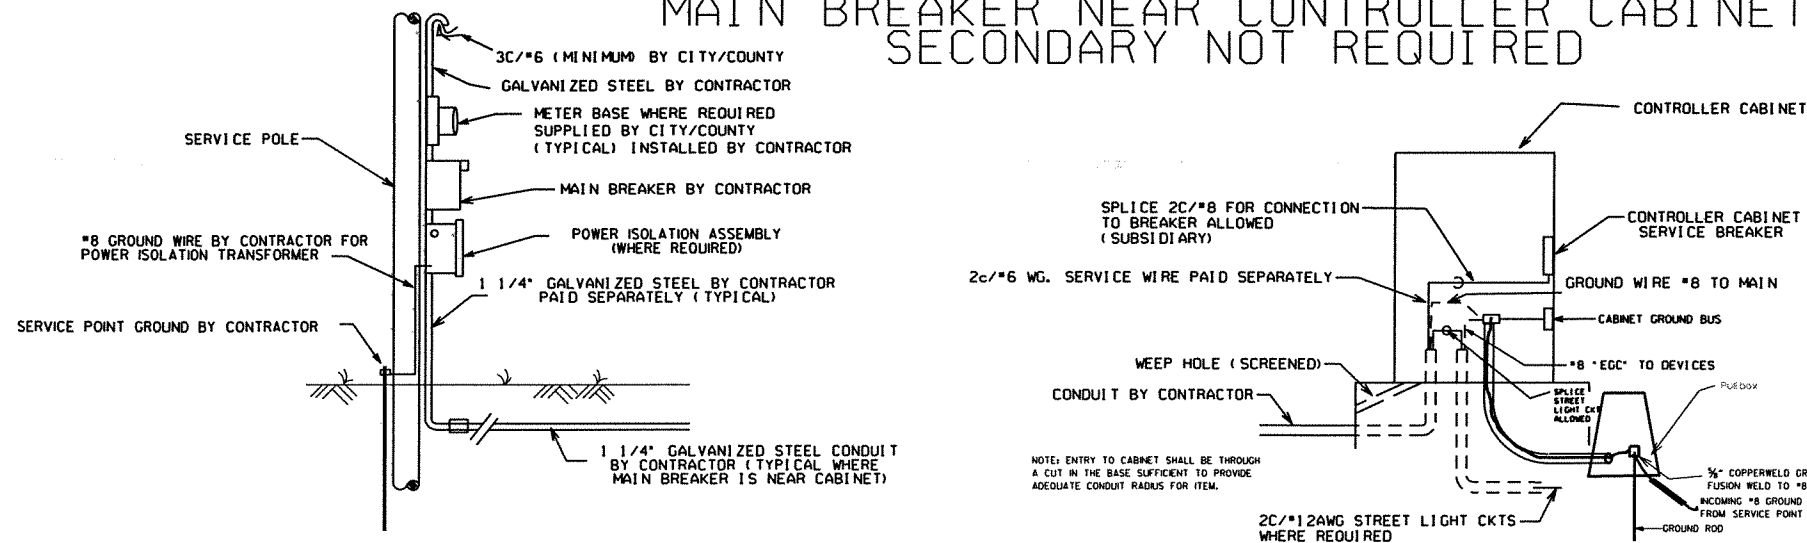 MAIN BREAKER NEAR CONTROLLER CABINET
SECONDARY NOT REQUIRED
3C/#6 (MINIMUM) BY CITY/COUNTY
GALVANIZED STEEL BY CONTRACTOR
METER BASE WHERE REQUIRED
SUPPLIED BY CITY/COUNTY
(TYPICAL) INSTALLED BY CONTRACTOR
SERVICE POLE
MAIN BREAKER BY CONTRACTOR
#8 GROUND WIRE BY CONTRACTOR FOR
POWER ISOLATION TRANSFORMER
POWER ISOLATION ASSEMBLY
(WHERE REQUIRED)
1 1/4" GALVANIZED STEEL BY CONTRACTOR
PAID SEPARATELY (TYPICAL)
SERVICE POINT GROUND BY CONTRACTOR
1 1/4" GALVANIZED STEEL CONDUIT
BY CONTRACTOR (TYPICAL WHERE
MAIN BREAKER IS NEAR CABINET)
CONTROLLER CABINET
SPLICE 2C/#8 FOR CONNECTION
TO BREAKER ALLOWED
(SUBSIDIARY)
CONTROLLER CABINET
SERVICE BREAKER
2c/#6 WG. SERVICE WIRE PAID SEPARATELY
GROUND WIRE #8 TO MAIN
CABINET GROUND BUS
WEEP HOLE (SCREENED)
#8 "EGC" TO DEVICES
CONDUIT BY CONTRACTOR
SPLICE
STREET
LIGHT CKT
ALLOWED
Pullbox
NOTE: ENTRY TO CABINET SHALL BE THROUGH
A CUT IN THE BASE SUFFICIENT TO PROVIDE
ADEQUATE CONDUIT RADIUS FOR ITEM.
5/8" COPPERWELD GR
FUSION WELD TO #8
INCOMING #8 GROUND
FROM SERVICE POINT
GROUND ROD
2C/#12AWG STREET LIGHT CKTS
WHERE REQUIRED